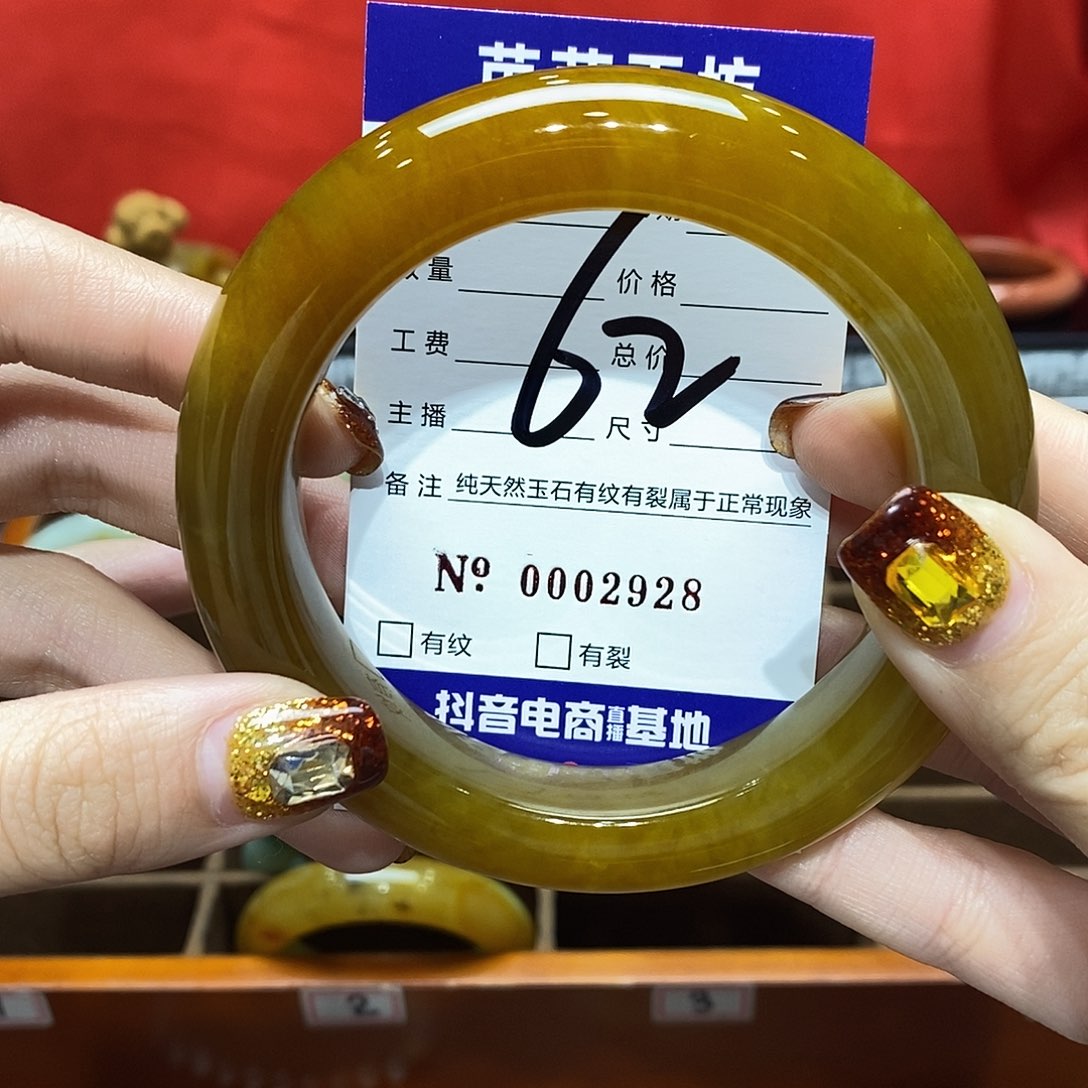 量
价格
工费
总价
主播
尺寸
62
备注 纯天然玉石有纹有裂属于正常现象
Nº 0002928
有纹 有裂
抖音电商直播基地
2
3